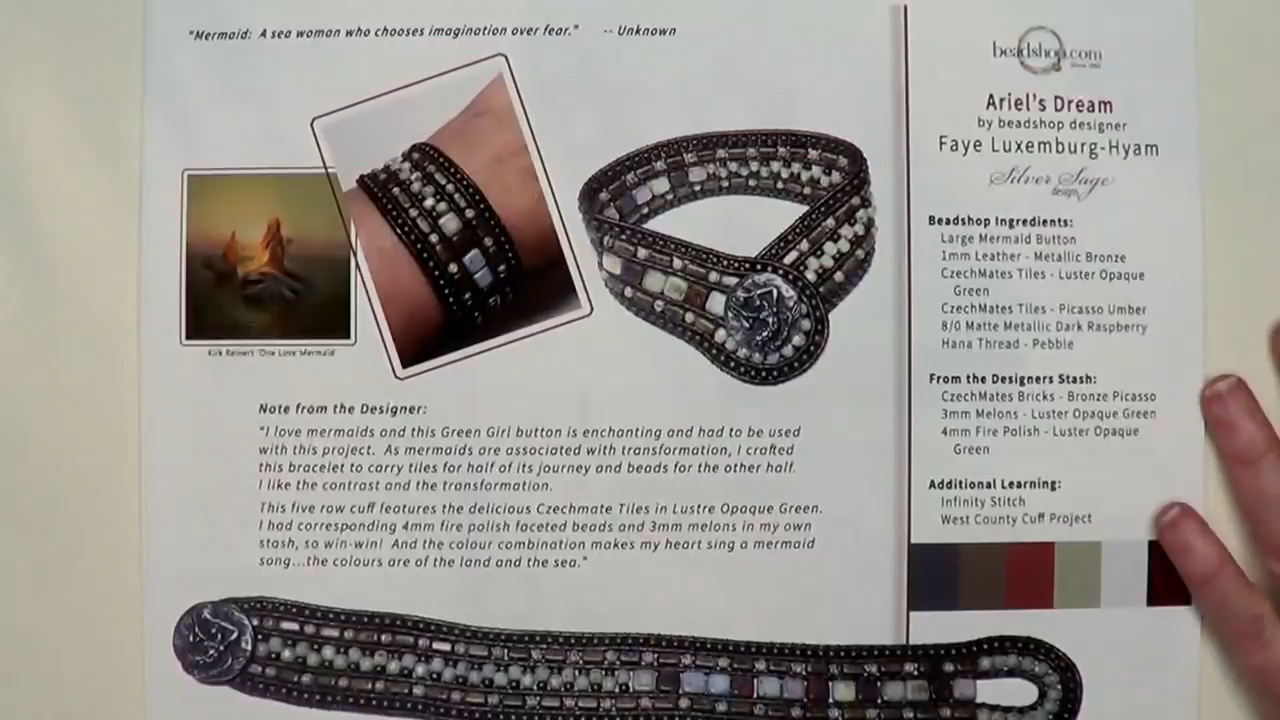 "Mermaid: A sea woman who chooses imagination over fear." -- Unknown
Kirk Reinert 'One Love' Mermaid
Note from the Designer:
"I love mermaids and this Green Girl button is enchanting and had to be used
with this project. As mermaids are associated with transformation, I crafted
this bracelet to carry tiles for half of its journey and beads for the other half.
I like the contrast and the transformation.
This five row cuff features the delicious Czechmate Tiles in Lustre Opaque Green.
I had corresponding 4mm fire polish faceted beads and 3mm melons in my own
stash, so win-win! And the colour combination makes my heart sing a mermaid
song...the colours are of the land and the sea."
beadshop.com
Ariel's Dream
by beadshop designer
Faye Luxemburg-Hyam
Silver Sage
design
Beadshop Ingredients:
Large Mermaid Button
1mm Leather - Metallic Bronze
CzechMates Tiles - Luster Opaque
Green
CzechMates Tiles - Picasso Umber
8/0 Matte Metallic Dark Raspberry
Hana Thread - Pebble
From the Designers Stash:
CzechMates Bricks - Bronze Picasso
3mm Melons - Luster Opaque Green
4mm Fire Polish - Luster Opaque
Green
Additional Learning:
Infinity Stitch
West County Cuff Project